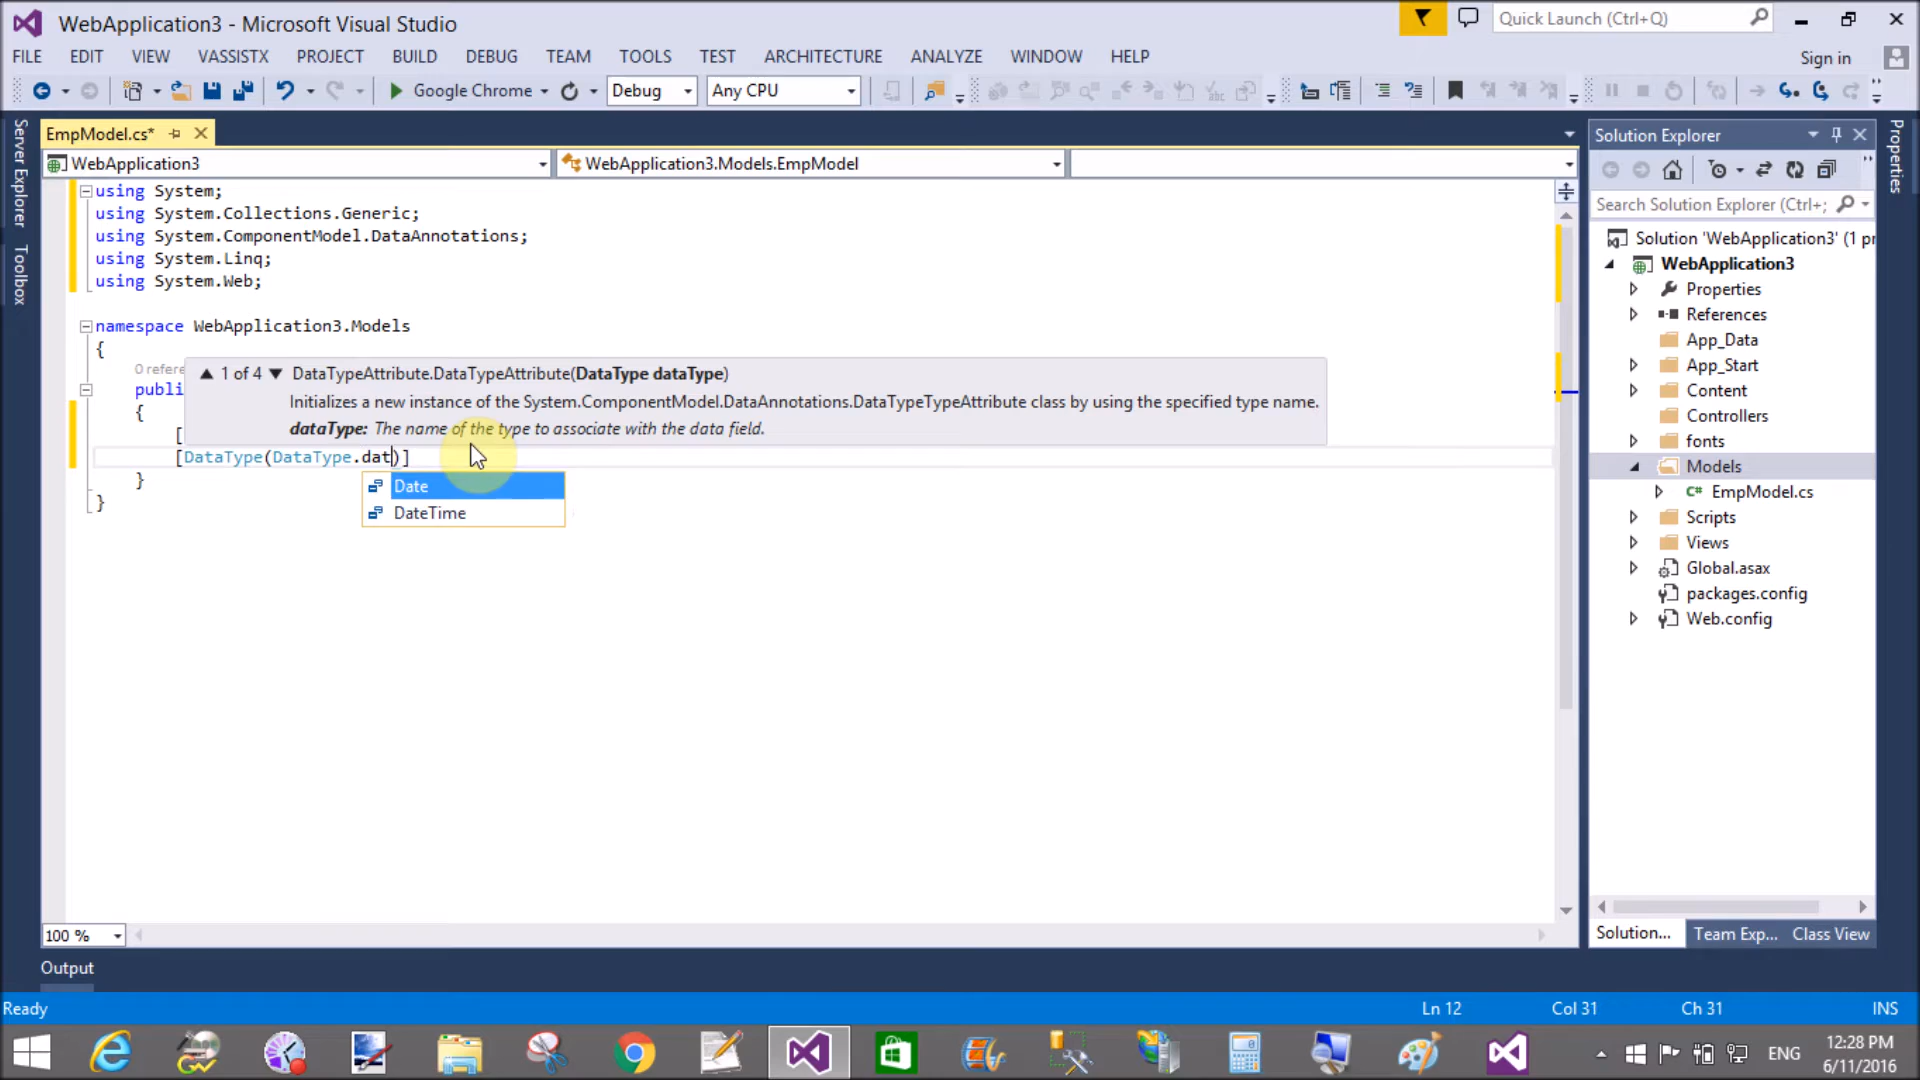 WebApplication3 - Microsoft Visual Studio
Quick Launch (Ctrl+Q)
FILE EDIT VIEW VASSISTX PROJECT BUILD DEBUG TEAM TOOLS TEST ARCHITECTURE ANALYZE WINDOW HELP
Sign in
Google Chrome Debug Any CPU
Server Explorer
Toolbox
EmpModel.cs*
WebApplication3
WebApplication3.Models.EmpModel
using System;
using System.Collections.Generic;
using System.ComponentModel.DataAnnotations;
using System.Linq;
using System.Web;
namespace WebApplication3.Models
{
0 refere
publi
{
[
1 of 4 DataTypeAttribute.DataTypeAttribute(DataType dataType)
Initializes a new instance of the System.ComponentModel.DataAnnotations.DataTypeTypeAttribute class by using the specified type name.
dataType: The name of the type to associate with the data field.
[DataType(DataType.dat)]
}
}
Date
DateTime
100 %
Output
Solution Explorer
Search Solution Explorer (Ctrl+;
Solution 'WebApplication3' (1 pr
WebApplication3
Properties
References
App_Data
App_Start
Content
Controllers
fonts
Models
C# EmpModel.cs
Scripts
Views
Global.asax
packages.config
Web.config
Solution... Team Exp... Class View
Properties
Ready
Ln 12 Col 31 Ch 31 INS
ENG
12:28 PM
6/11/2016